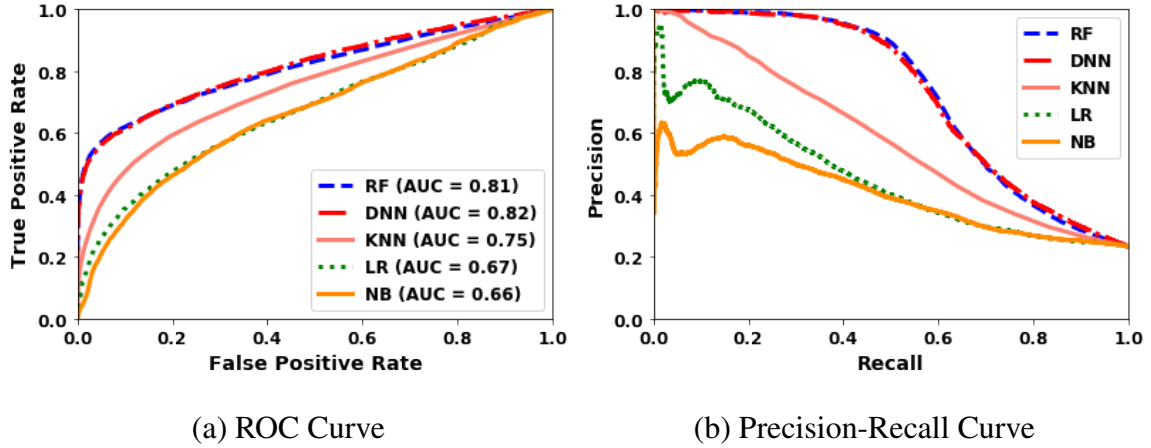 1.0
0.8
0.6
0.4
0.2
0.0
True Positive Rate
RF (AUC = 0.81)
DNN (AUC = 0.82)
KNN (AUC = 0.75)
LR (AUC = 0.67)
NB (AUC = 0.66)
0.0 0.2 0.4 0.6 0.8 1.0
False Positive Rate
(a) ROC Curve
1.0
0.8
0.6
0.4
0.2
0.0
Precision
RF
DNN
KNN
LR
NB
0.0 0.2 0.4 0.6 0.8 1.0
Recall
(b) Precision-Recall Curve